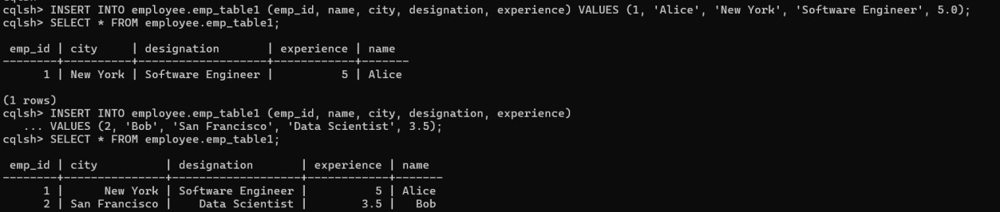 cqlsh> INSERT INTO employee.emp_table1 (emp_id, name, city, designation, experience) VALUES (1, 'Alice', 'New York', 'Software Engineer', 5.0);
cqlsh> SELECT * FROM employee.emp_table1;
 emp_id | city     | designation       | experience | name
--------+----------+-------------------+------------+-------
      1 | New York | Software Engineer |          5 | Alice
(1 rows)
cqlsh> INSERT INTO employee.emp_table1 (emp_id, name, city, designation, experience)
   ... VALUES (2, 'Bob', 'San Francisco', 'Data Scientist', 3.5);
cqlsh> SELECT * FROM employee.emp_table1;
 emp_id | city          | designation       | experience | name
--------+---------------+-------------------+------------+-------
      1 |      New York | Software Engineer |          5 | Alice
      2 | San Francisco |    Data Scientist |        3.5 |   Bob